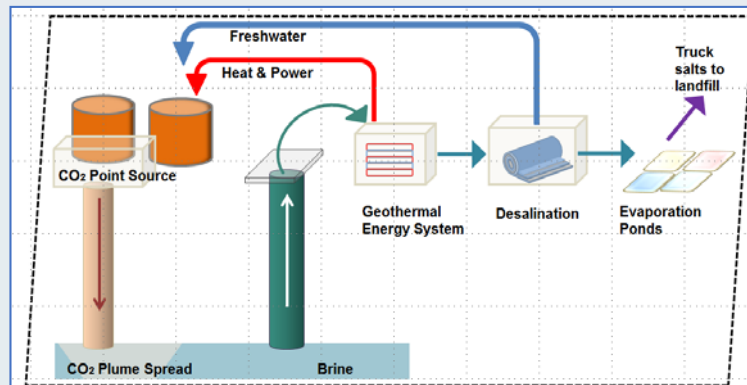 Freshwater
Heat & Power
Truck
salts to
landfill
CO₂ Point Source
Geothermal
Energy System
Desalination
Evaporation
Ponds
CO₂ Plume Spread
Brine